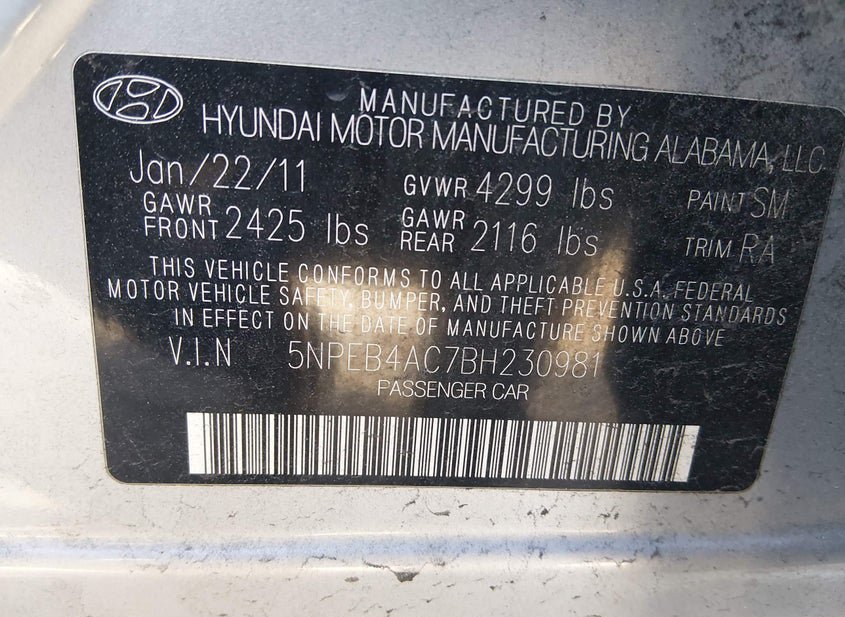 MANUFACTURED BY
HYUNDAI MOTOR MANUFACTURING ALABAMA, LLC
Jan/22/11 GVWR 4299 lbs PAINT SM
GAWR FRONT 2425 lbs GAWR REAR 2116 lbs TRIM RA
THIS VEHICLE CONFORMS TO ALL APPLICABLE U.S.A. FEDERAL
MOTOR VEHICLE SAFETY, BUMPER, AND THEFT PREVENTION STANDARDS
IN EFFECT ON THE DATE OF MANUFACTURE SHOWN ABOVE
V.I.N 5NPEB4AC7BH230981
PASSENGER CAR